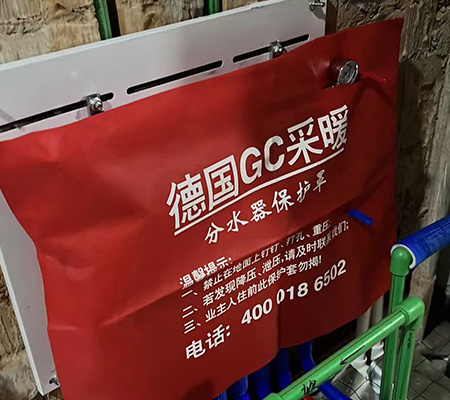 德国GC采暖
分水器保护罩
温馨提示:
一、禁止在地面上钉钉、打孔、重压;
二、若发现降压、泄压,请及时联系我们;
三、业主入住前此保护套勿揭!
电话: 400 018 6502